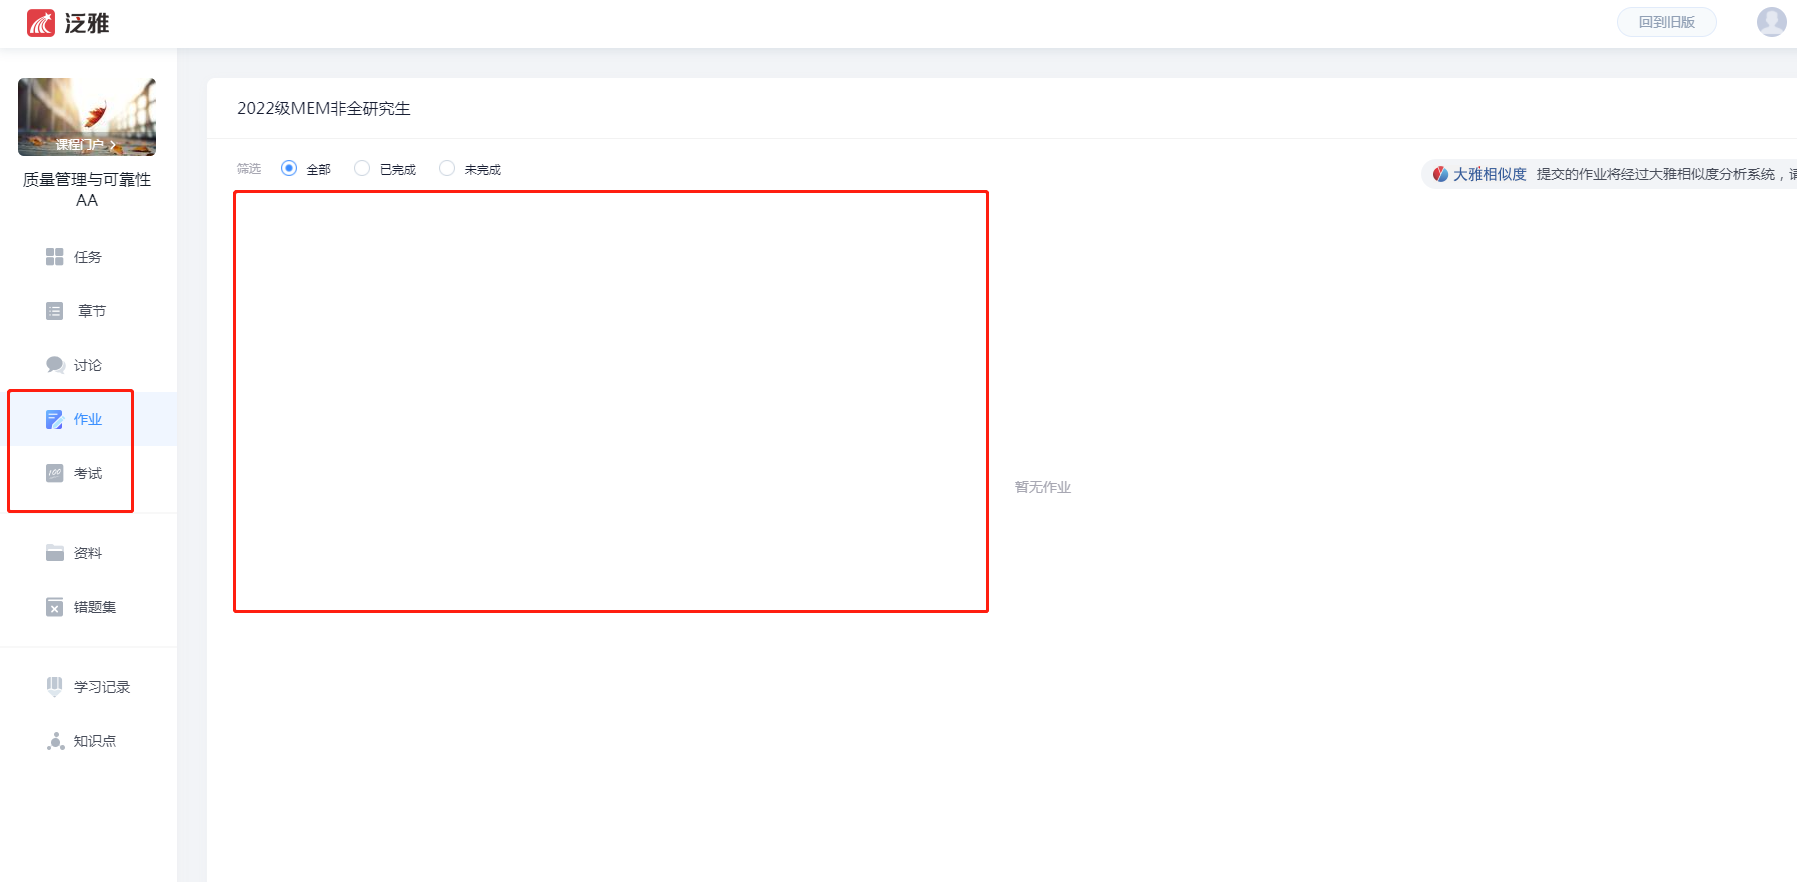 泛雅
回到旧版
课程门户
质量管理与可靠性
AA
2022级MEM非全研究生
筛选 全部 已完成 未完成
大雅相似度 提交的作业将经过大雅相似度分析系统，请
任务
章节
讨论
作业
100
考试
暂无作业
资料
错题集
学习记录
知识点